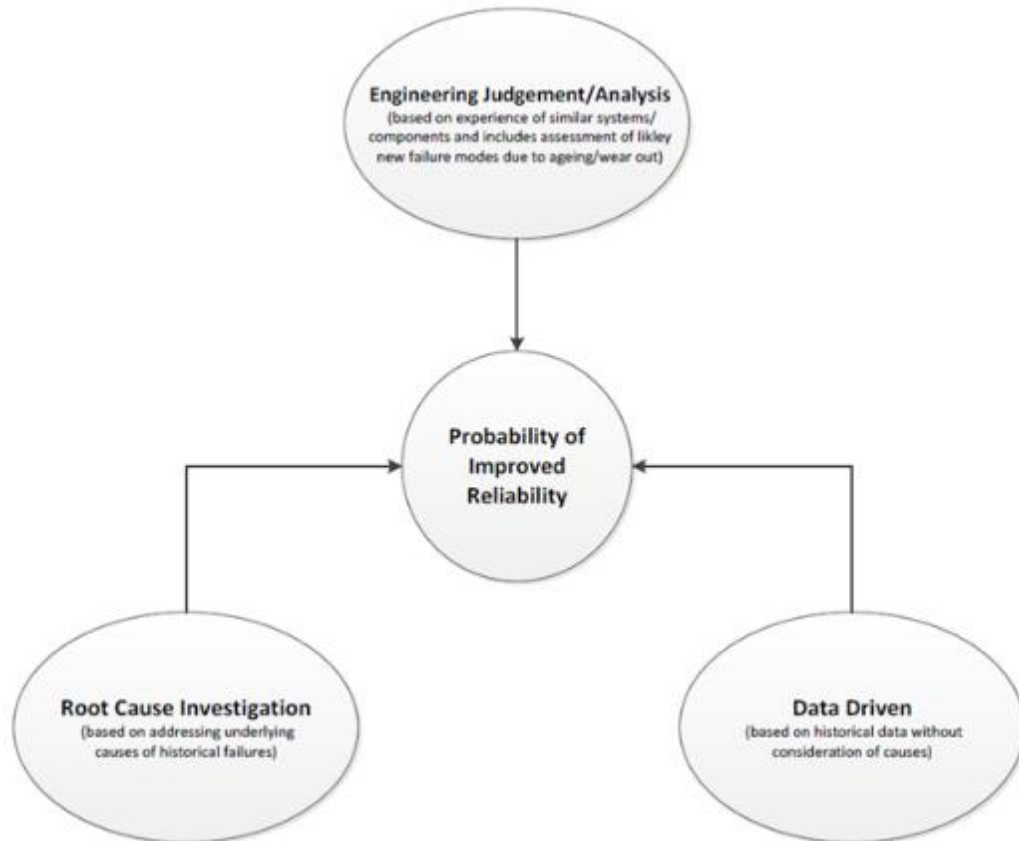 Engineering Judgement/Analysis
(based on experience of similar systems/
components and includes assessment of likley
new failure modes due to ageing/wear out)
Probability of
Improved
Reliability
Root Cause Investigation
(based on addressing underlying
causes of historical failures)
Data Driven
(based on historical data without
consideration of causes)